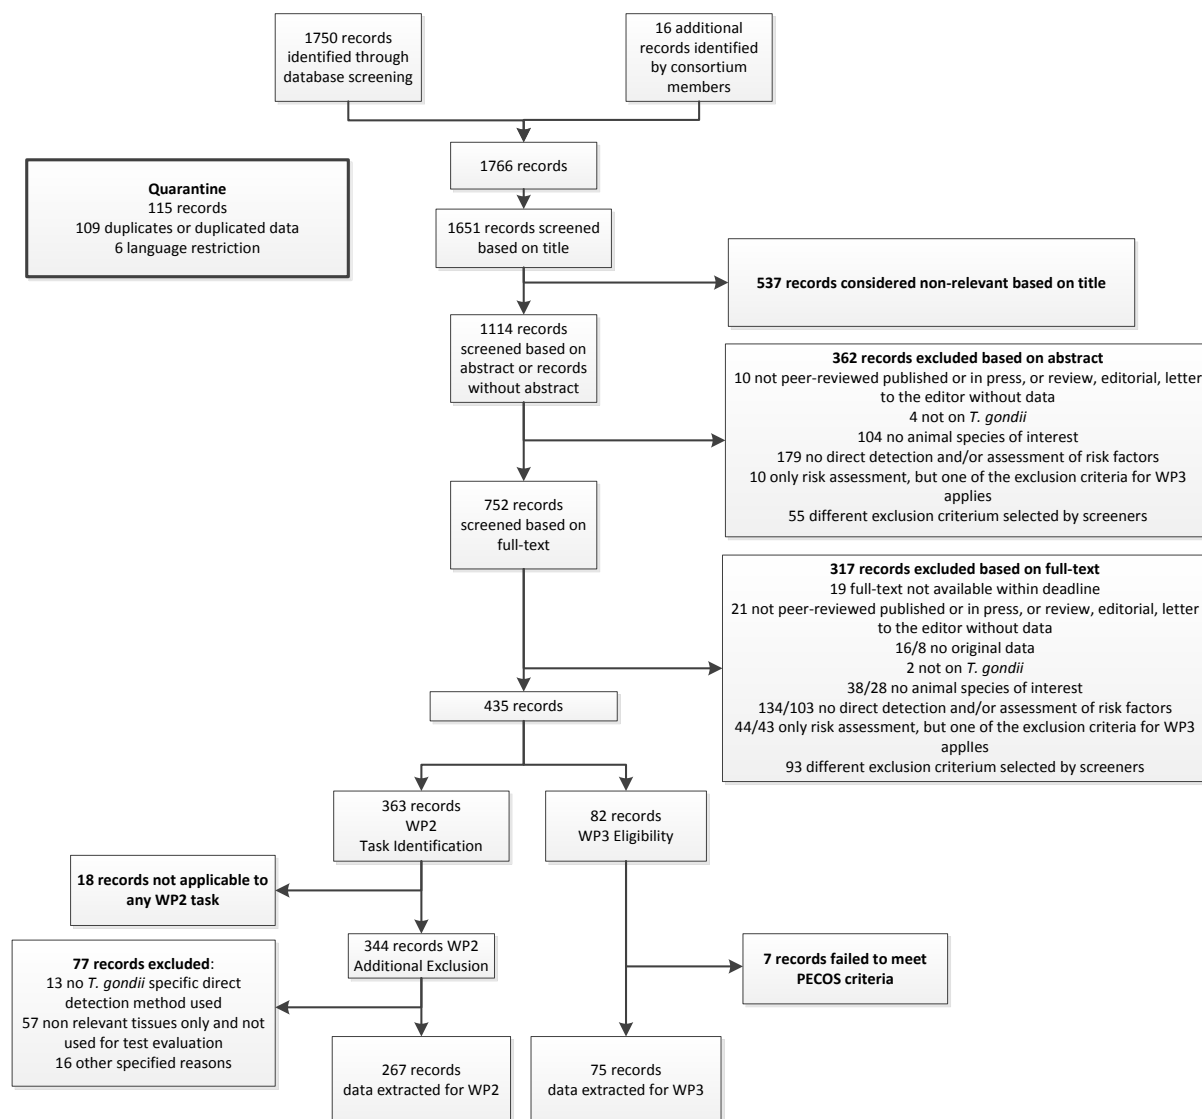 1750 records
identified through
database screening
16 additional
records identified
by consortium
members
1766 records
Quarantine
115 records
109 duplicates or duplicated data
6 language restriction
1651 records screened
based on title
537 records considered non-relevant based on title
1114 records
screened based on
abstract or records
without abstract
362 records excluded based on abstract
10 not peer-reviewed published or in press, or review, editorial, letter
to the editor without data
4 not on T. gondii
104 no animal species of interest
179 no direct detection and/or assessment of risk factors
10 only risk assessment, but one of the exclusion criteria for WP3
applies
55 different exclusion criterium selected by screeners
752 records
screened based on
full-text
317 records excluded based on full-text
19 full-text not available within deadline
21 not peer-reviewed published or in press, or review, editorial, letter
to the editor without data
16/8 no original data
2 not on T. gondii
38/28 no animal species of interest
134/103 no direct detection and/or assessment of risk factors
44/43 only risk assessment, but one of the exclusion criteria for WP3
applles
93 different exclusion criterium selected by screeners
435 records
363 records
WP2
Task Identification
82 records
WP3 Eligibility
18 records not applicable to
any WP2 task
344 records WP2
Additional Exclusion
77 records excluded:
13 no T. gondii specific direct
detection method used
57 non relevant tissues only and not
used for test evaluation
16 other specified reasons
7 records failed to meet
PECOS criteria
267 records
data extracted for WP2
75 records
data extracted for WP3